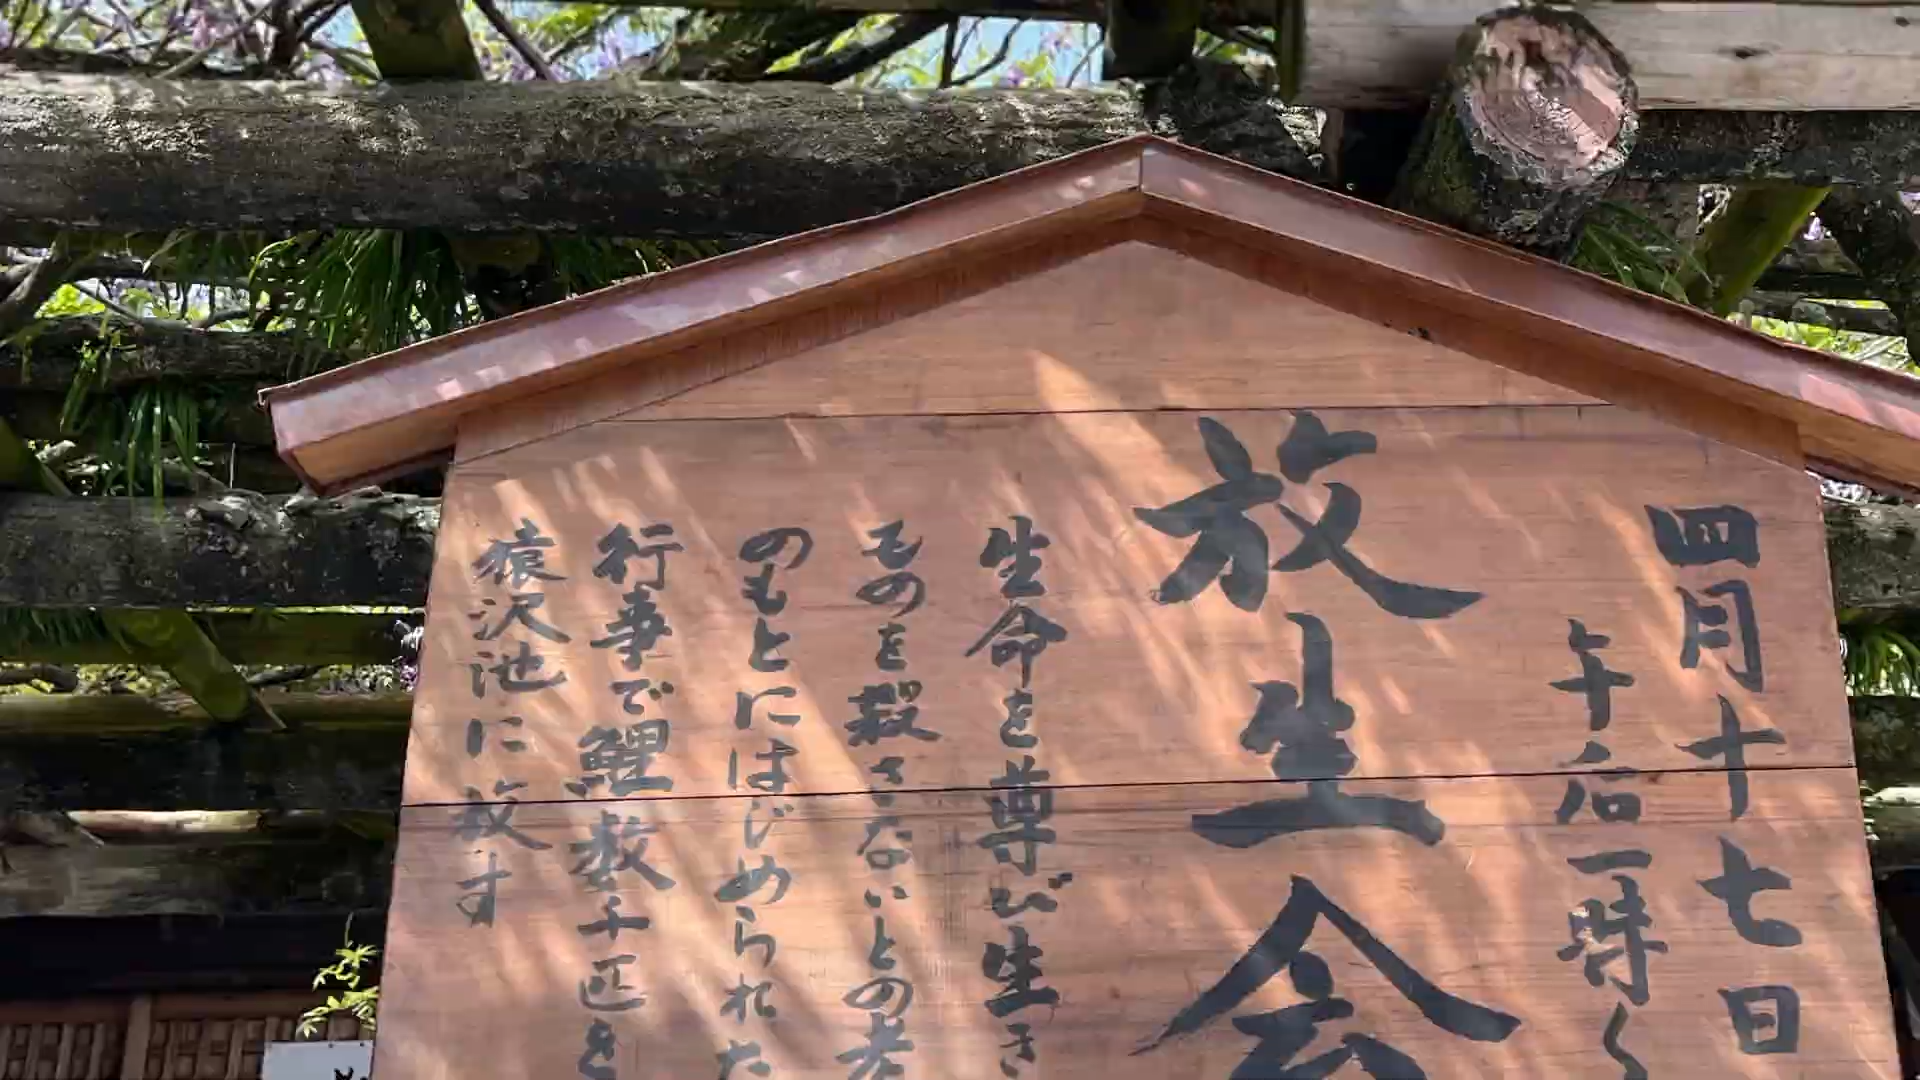 四月十七日
午后一時~
放生会
生命を尊び生き
ものを殺さないとの考
のもとにはじめられた
行事で鯉数千匹を
猿沢池に放す